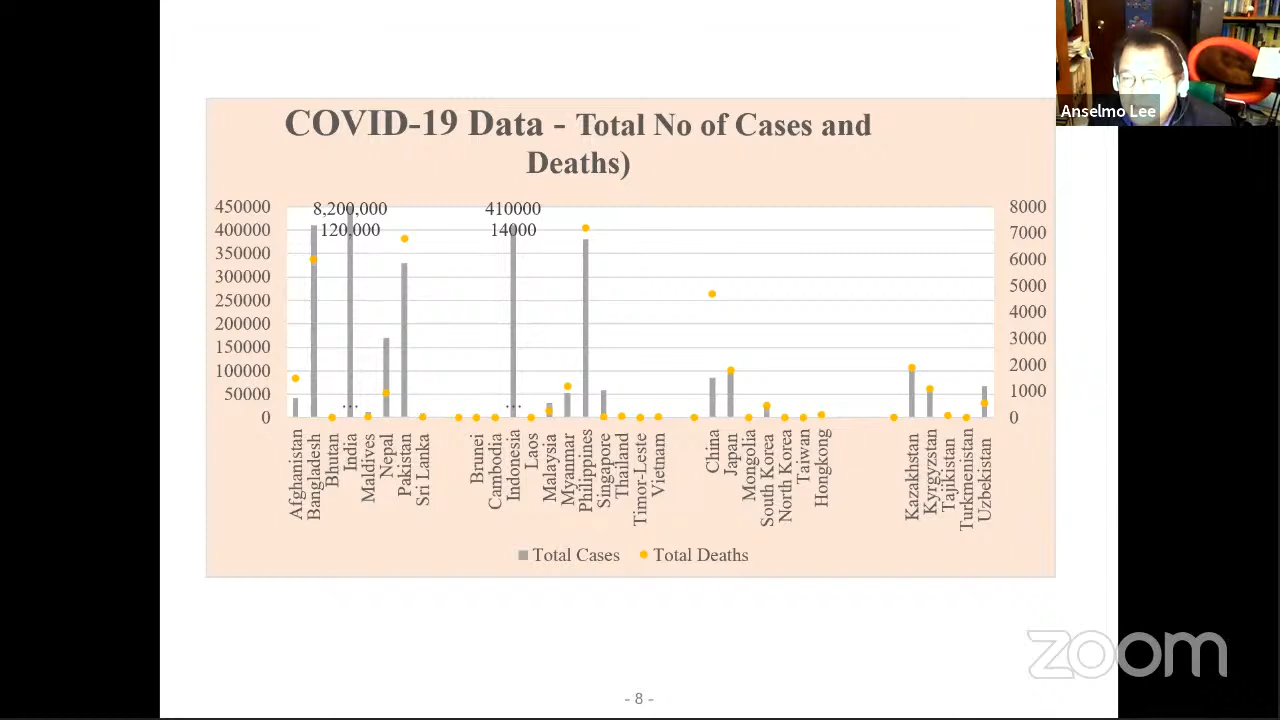 Anselmo Lee
COVID-19 Data - Total No of Cases and
Deaths)
450000
400000
350000
300000
250000
200000
150000
100000
50000
0
8,200,000
120,000
...
410000
14000
...
8000
7000
6000
5000
4000
3000
2000
1000
0
Afghanistan
Bangladesh
Bhutan
India
Maldives
Nepal
Pakistan
Sri Lanka
Brunei
Cambodia
Indonesia
Laos
Malaysia
Myanmar
Philippines
Singapore
Thailand
Timor-Leste
Vietnam
China
Japan
Mongolia
South Korea
North Korea
Taiwan
Hongkong
Kazakhstan
Kyrgyzstan
Tajikistan
Turkmenistan
Uzbekistan
Total Cases
Total Deaths
zoom
- 8 -